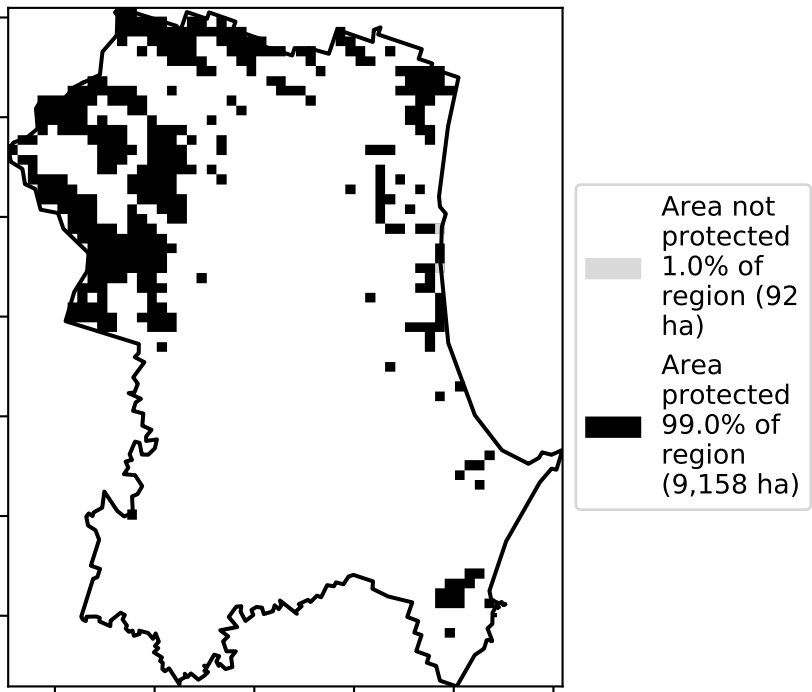 Area not
protected
1.0% of
region (92
ha)
Area
protected
99.0% of
region
(9,158 ha)